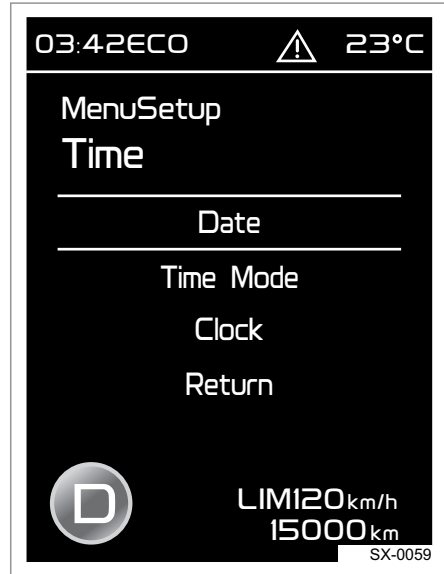 03:42ECO 23°C
MenuSetup
Time
Date
Time Mode
Clock
Return
D
LIM120km/h
15000km
SX-0059